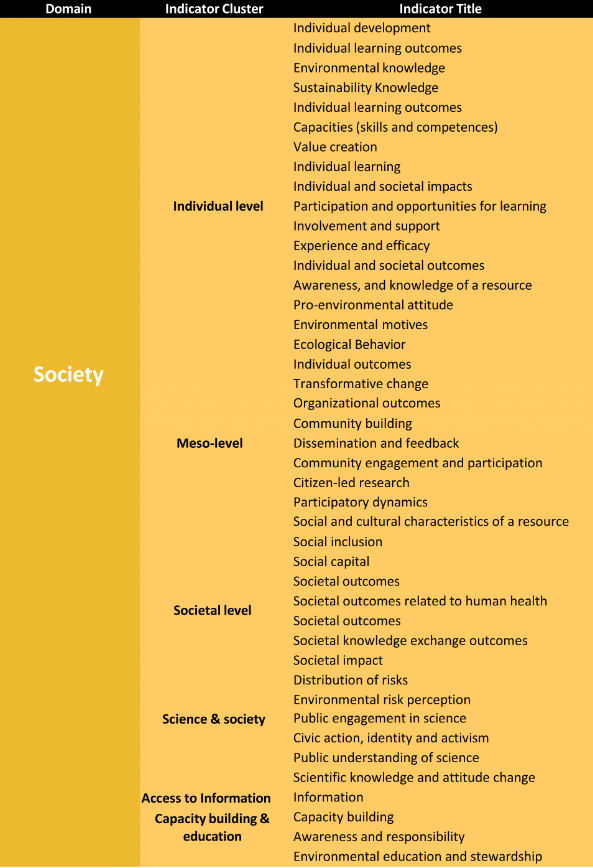 Domain Indicator Cluster Indicator Title
Individual development
Individual learning outcomes
Environmental knowledge
Sustainability Knowledge
Individual learning outcomes
Capacities (skills and competences)
Value creation
Individual learning
Individual and societal impacts
Individual level Participation and opportunities for learning
Involvement and support
Experience and efficacy
Individual and societal outcomes
Awareness, and knowledge of a resource
Pro-environmental attitude
Environmental motives
Ecological Behavior
Individual outcomes
Society
Transformative change
Organizational outcomes
Community building
Meso-level Dissemination and feedback
Community engagement and participation
Citizen-led research
Participatory dynamics
Social and cultural characteristics of a resource
Social inclusion
Social capital
Societal outcomes
Societal level Societal outcomes related to human health
Societal outcomes
Societal knowledge exchange outcomes
Societal impact
Distribution of risks
Environmental risk perception
Science & society Public engagement in science
Civic action, identity and activism
Public understanding of science
Scientific knowledge and attitude change
Access to Information Information
Capacity building & Capacity building
education Awareness and responsibility
Environmental education and stewardship